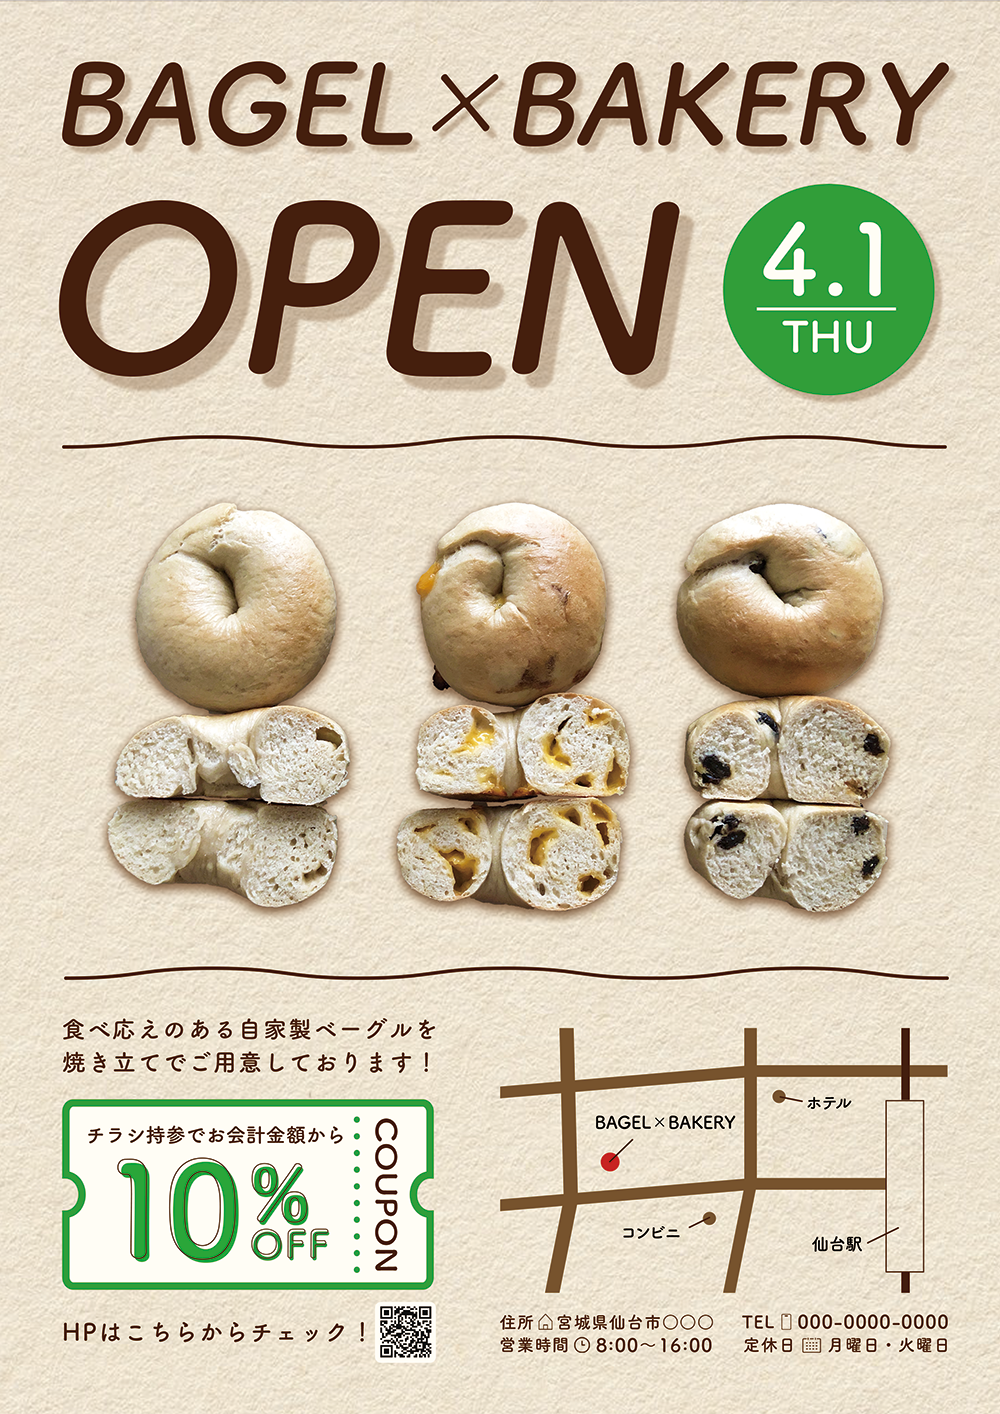 BAGEL×BAKERY
OPEN
4.1
THU
食べ応えのある自家製ベーグルを
焼き立てでご用意しております！
チラシ持参でお会計金額から
10%
OFF
COUPON
HPはこちらからチェック！
ホテル
BAGEL×BAKERY
コンビニ
仙台駅
住所 宮城県仙台市○○○
TEL 000-0000-0000
営業時間 8:00〜16:00
定休日 月曜日・火曜日